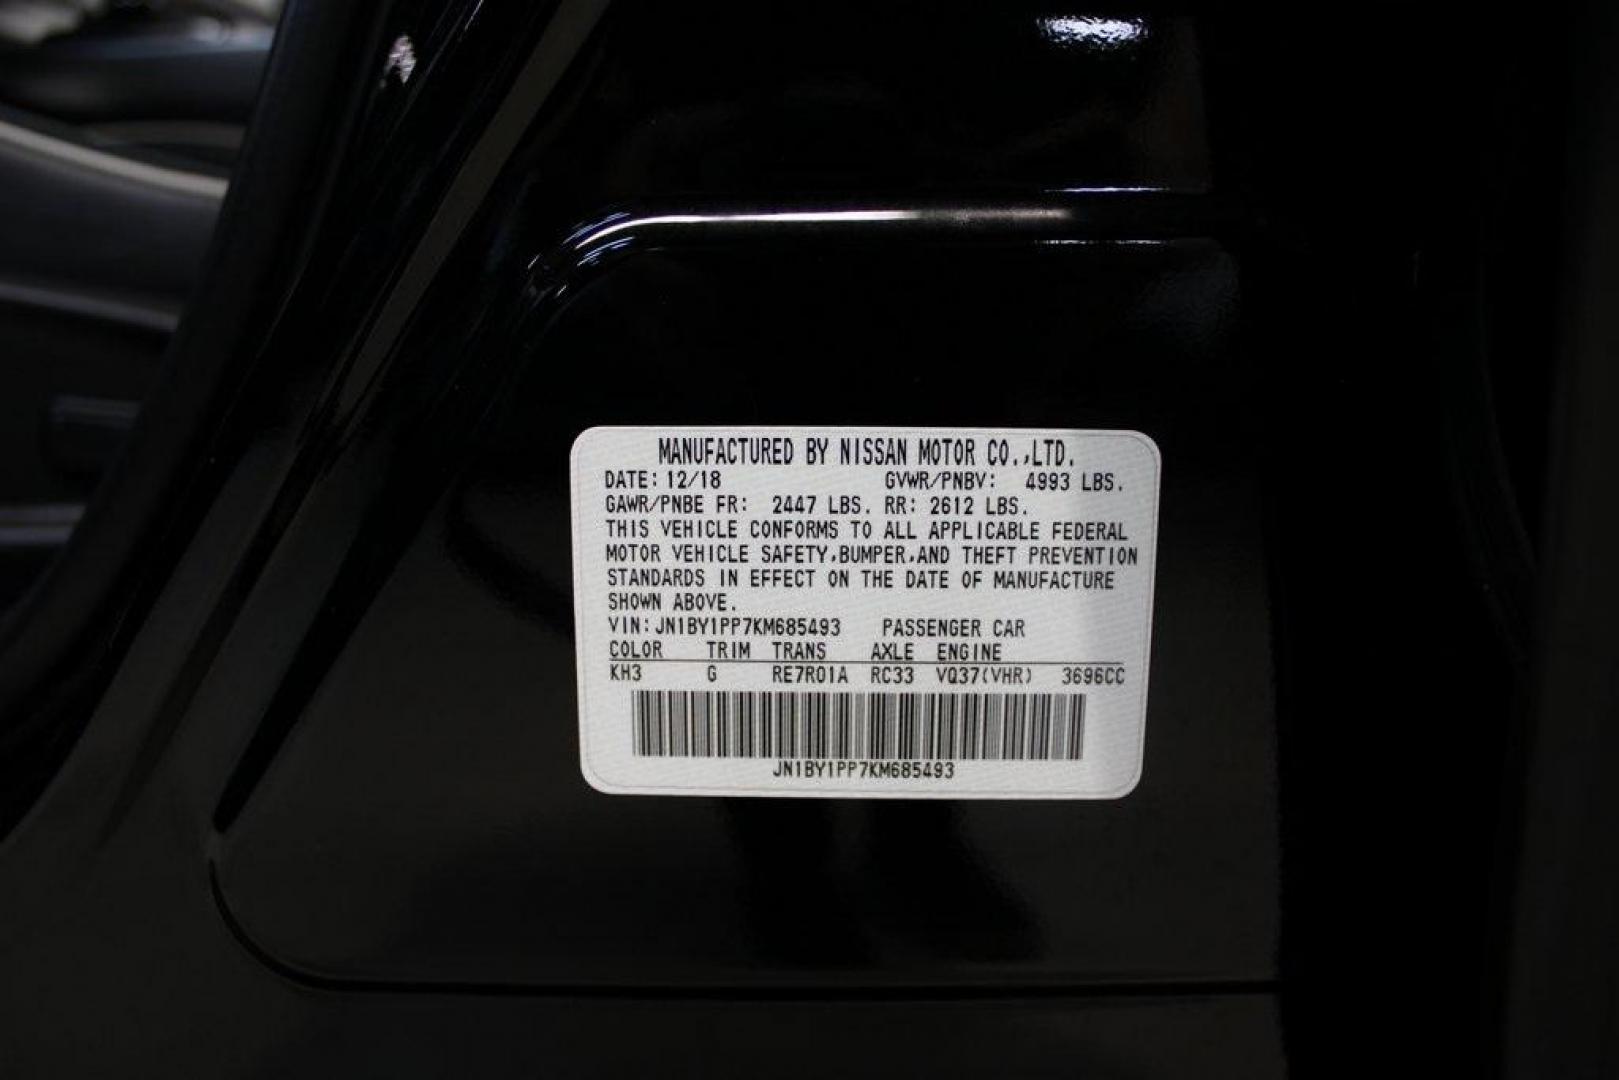 MANUFACTURED BY NISSAN MOTOR CO.,LTD.
DATE: 12/18 GVWR/PNBV: 4993 LBS.
GAWR/PNBE FR: 2447 LBS. RR: 2612 LBS.
THIS VEHICLE CONFORMS TO ALL APPLICABLE FEDERAL
MOTOR VEHICLE SAFETY,BUMPER,AND THEFT PREVENTION
STANDARDS IN EFFECT ON THE DATE OF MANUFACTURE
SHOWN ABOVE.
VIN: JN1BY1PP7KM685493 PASSENGER CAR
COLOR TRIM TRANS AXLE ENGINE
KH3 G RE7R01A RC33 VQ37(VHR) 3696CC
JN1BY1PP7KM685493